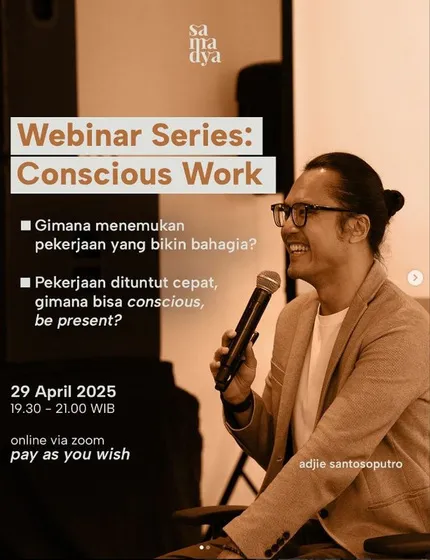 sa
ma
dya
Webinar Series:
Conscious Work
Gimana menemukan
pekerjaan yang bikin bahagia?
Pekerjaan dituntut cepat,
gimana bisa conscious,
be present?
29 April 2025
19.30 - 21.00 WIB
online via zoom
pay as you wish
adjie santosoputro